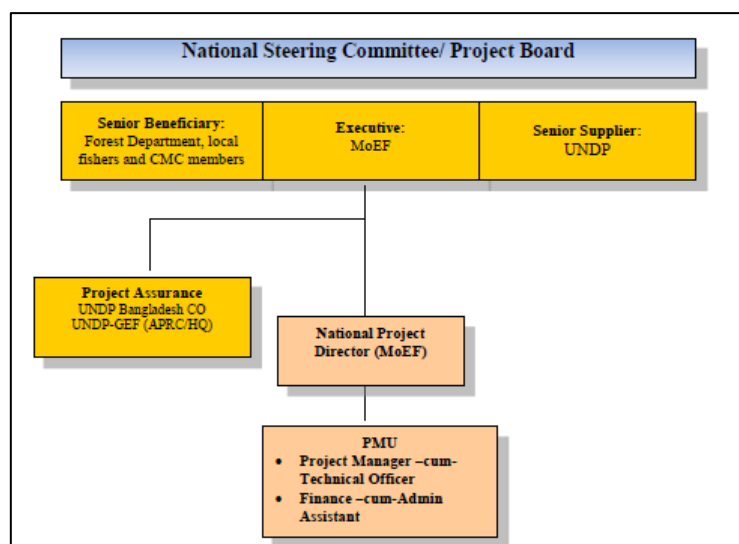 National Steering Committee/ Project Board
Senior Beneficiary:
Forest Department, local
fishers and CMC members
Executive:
MoEF
Senior Supplier:
UNDP
Project Assurance
UNDP Bangladesh CO
UNDP-GEF (APRC/HQ)
National Project
Director (MoEF)
PMU
• Project Manager –cum-
Technical Officer
• Finance –cum-Admin
Assistant